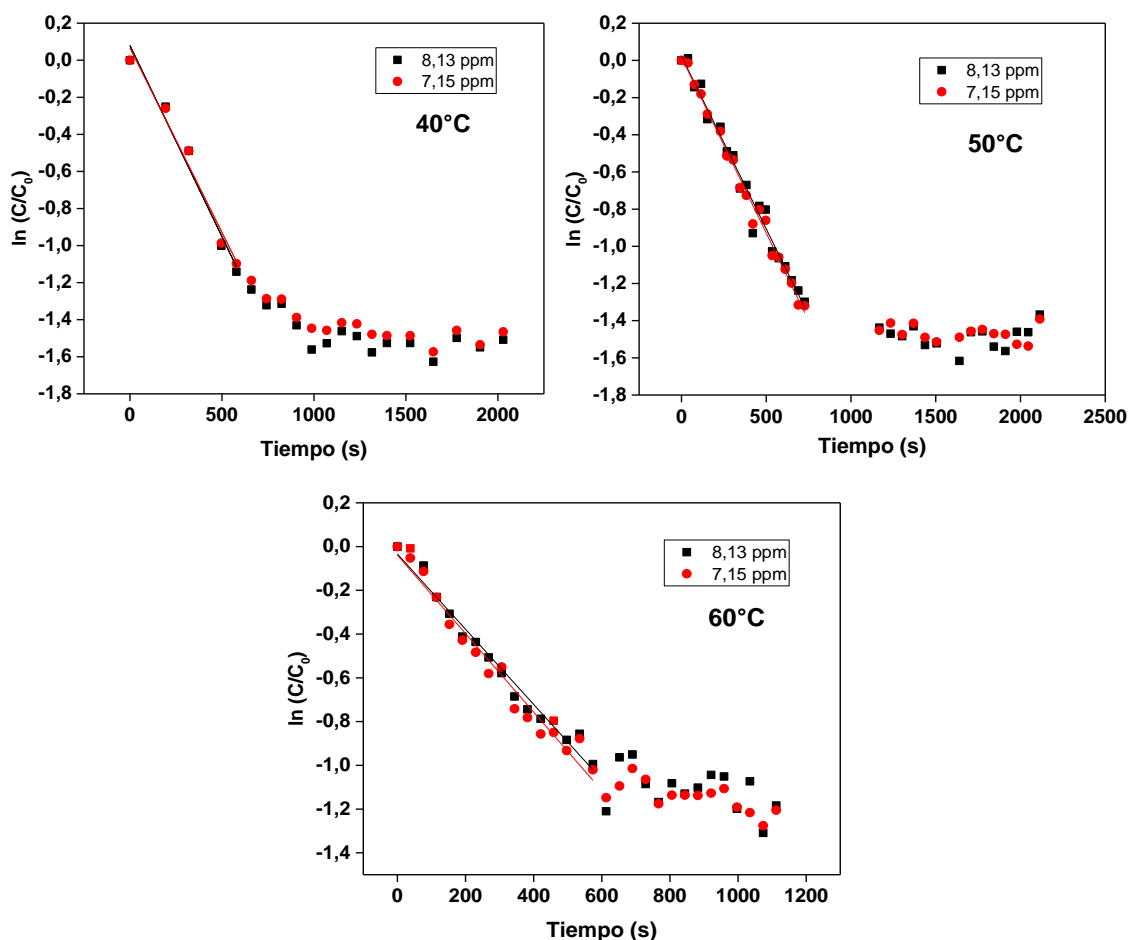 0,2
0,0
-0,2
-0,4
-0,6
-0,8
-1,0
-1,2
-1,4
-1,6
-1,8
ln (C/C₀)
8,13 ppm
7,15 ppm
40°C
0 500 1000 1500 2000
Tiempo (s)
0,2
0,0
-0,2
-0,4
-0,6
-0,8
-1,0
-1,2
-1,4
-1,6
-1,8
ln (C/C₀)
8,13 ppm
7,15 ppm
50°C
0 500 1000 1500 2000 2500
Tiempo (s)
0,2
0,0
-0,2
-0,4
-0,6
-0,8
-1,0
-1,2
-1,4
ln (C/C₀)
8,13 ppm
7,15 ppm
60°C
0 200 400 600 800 1000 1200
Tiempo (s)